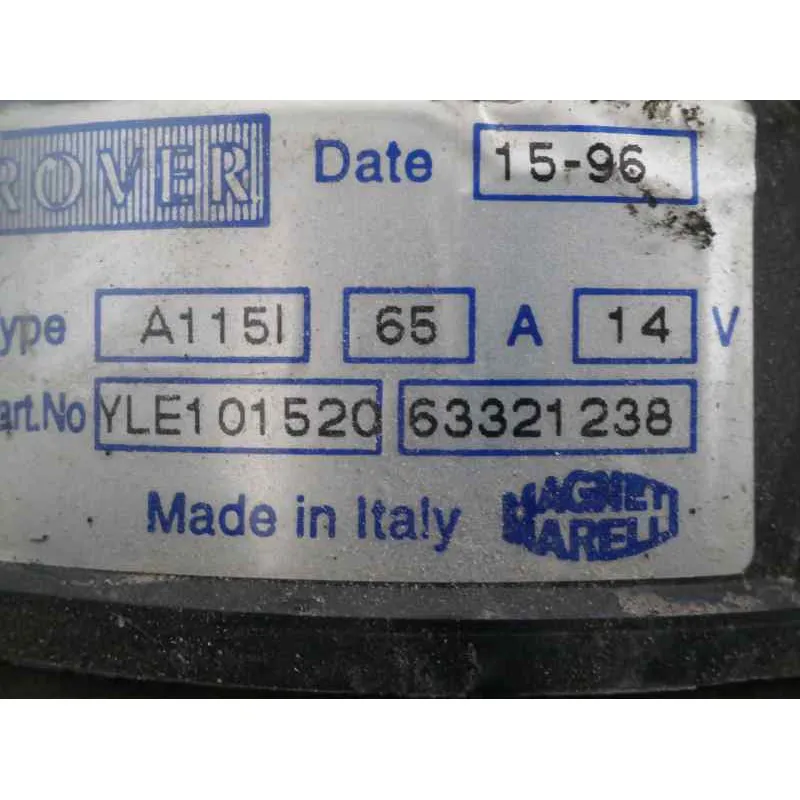 ROVER Date 15-96
ype A115I 65 A 14 V
art.No YLE101520 63321238
Made in Italy MAGNETI
MARELLI